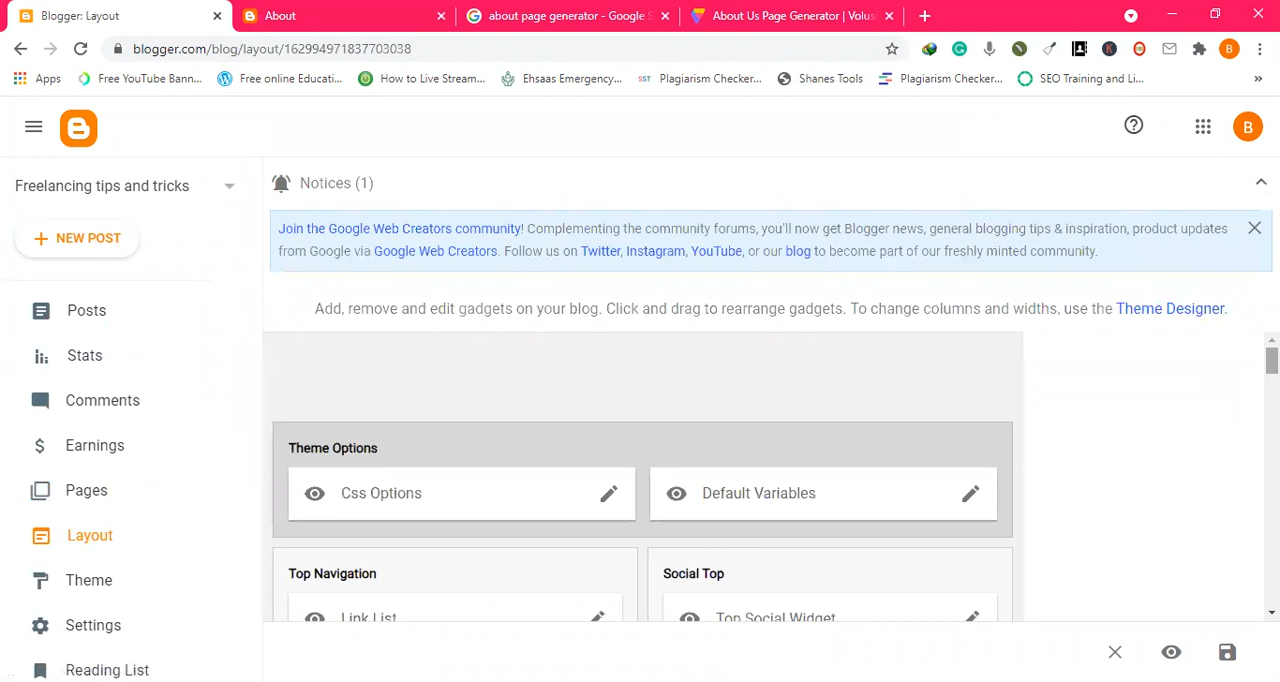 Blogger: Layout
About
about page generator - Google S
About Us Page Generator | Volus
blogger.com/blog/layout/162994971837703038
Apps
Free YouTube Bann...
Free online Educati...
How to Live Stream...
Ehsaas Emergency...
SST
Plagiarism Checker...
Shanes Tools
Plagiarism Checker...
SEO Training and Li...
»
B
Freelancing tips and tricks
NEW POST
Posts
Stats
Comments
Earnings
Pages
Layout
Theme
Settings
Reading List
Notices (1)
Join the Google Web Creators community! Complementing the community forums, you'll now get Blogger news, general blogging tips & inspiration, product updates
from Google via Google Web Creators. Follow us on Twitter, Instagram, YouTube, or our blog to become part of our freshly minted community.
Add, remove and edit gadgets on your blog. Click and drag to rearrange gadgets. To change columns and widths, use the Theme Designer.
Theme Options
Css Options
Default Variables
Top Navigation
Social Top
Link List
Top Social Widget